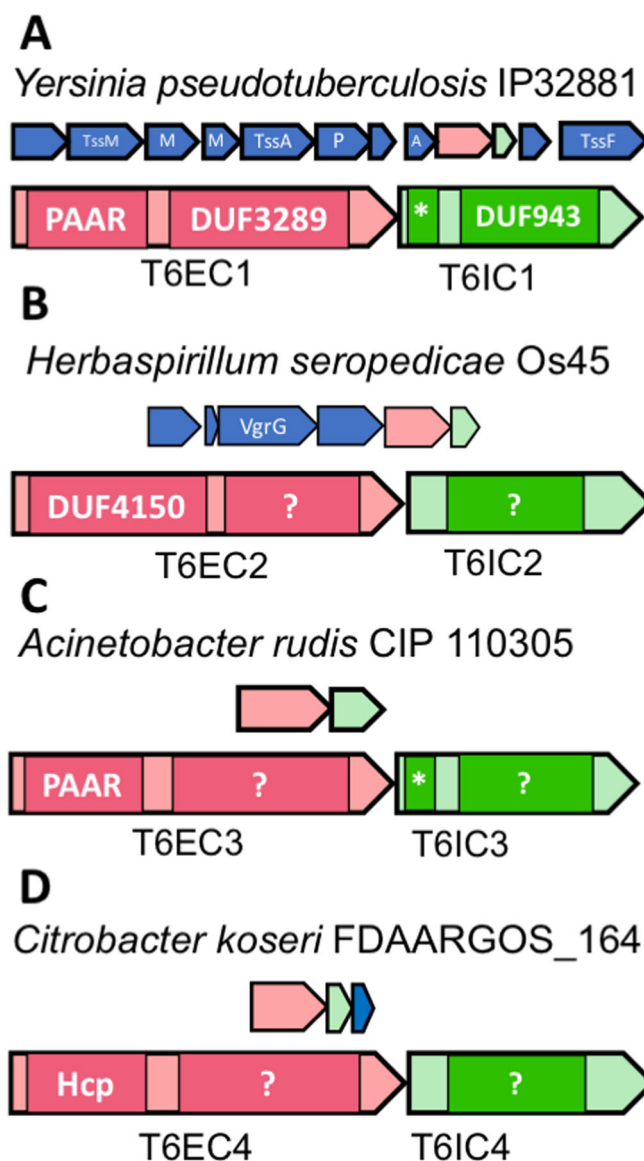 A
Yersinia pseudotuberculosis IP32881
TssM M M TssA P A TssF
PAAR DUF3289 * DUF943
T6EC1 T6IC1
B
Herbaspirillum seropedicae Os45
VgrG
DUF4150 ? ?
T6EC2 T6IC2
C
Acinetobacter rudis CIP 110305
PAAR ? * ?
T6EC3 T6IC3
D
Citrobacter koseri FDAARGOS_164
Hcp ? ?
T6EC4 T6IC4